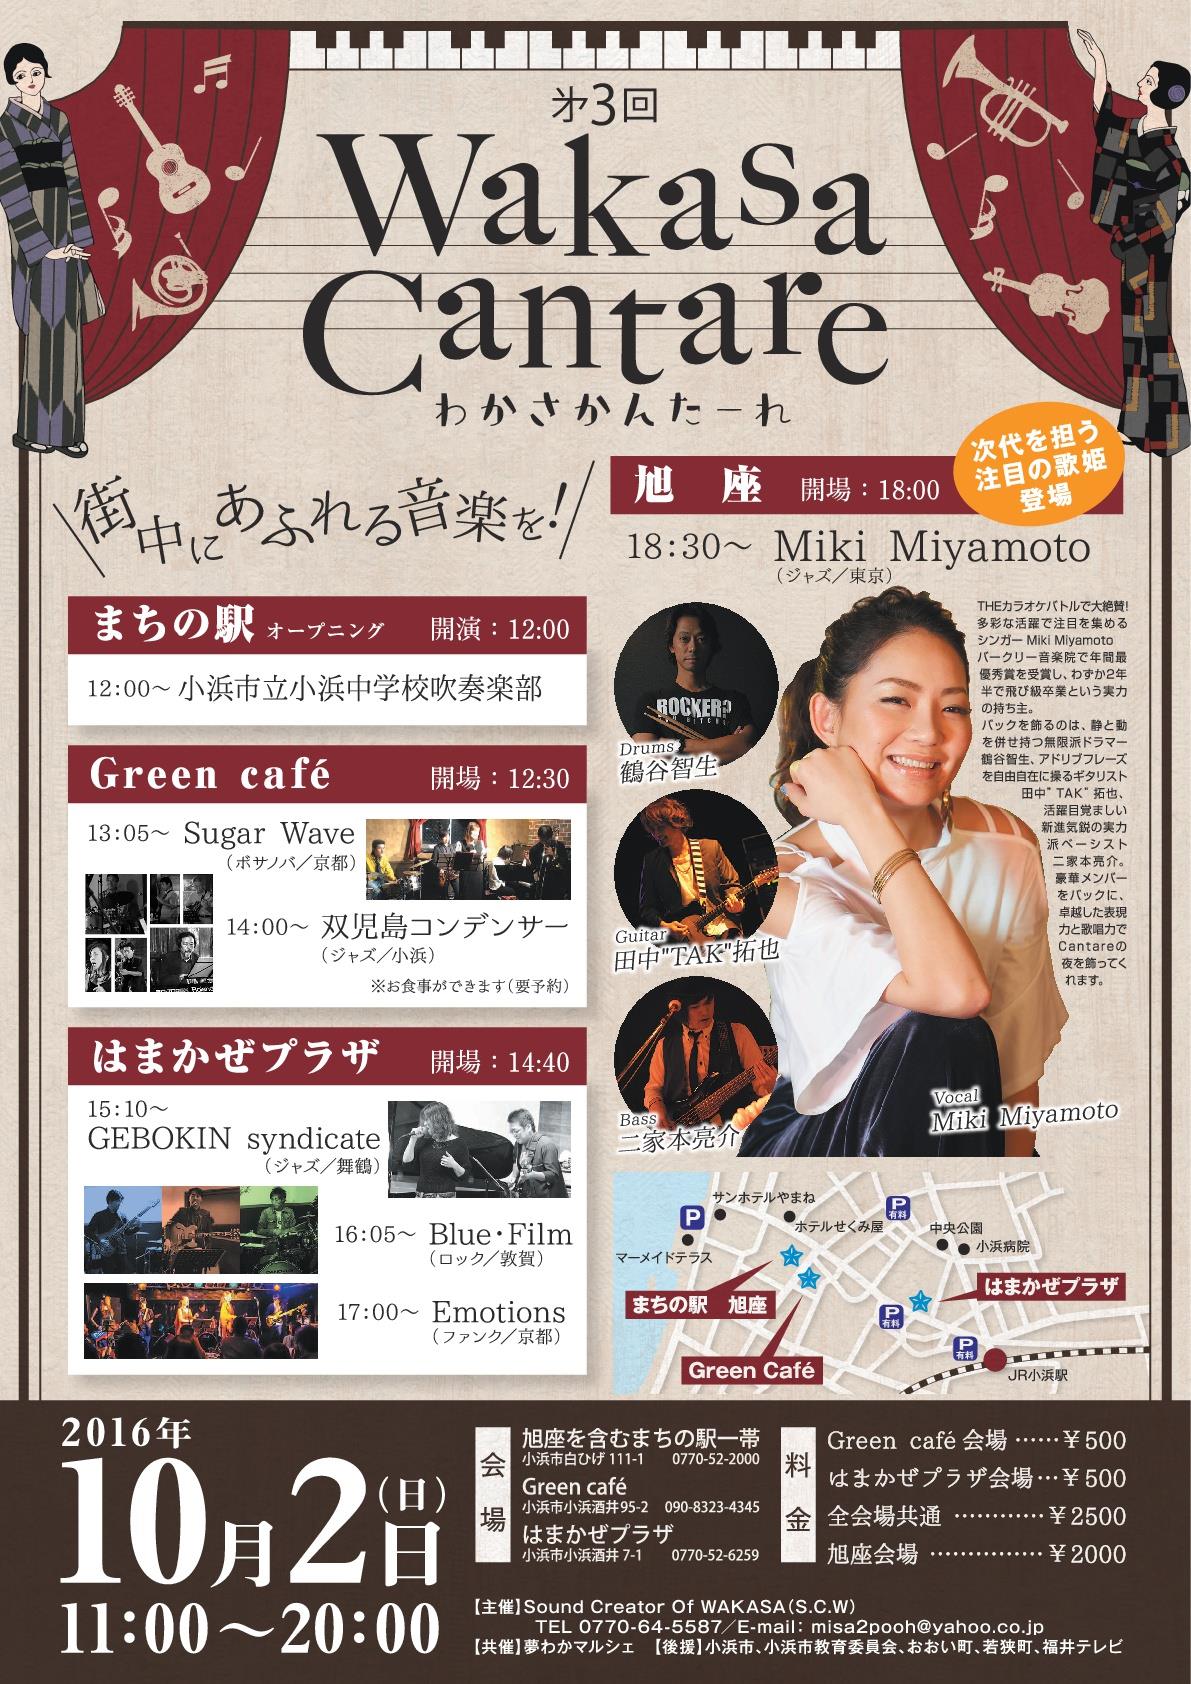 第3回
Wakasa
Cantare
わかさかんたーれ
次代を担う
注目の歌姫
登場
街中にあふれる音楽を!
旭 座 開場：18:00
18:30～ Miki Miyamoto
（ジャズ／東京）
まちの駅 オープニング 開演：12:00
12:00～ 小浜市立小浜中学校吹奏楽部
Green café 開場：12:30
13:05～ Sugar Wave
（ボサノバ／京都）
14:00～ 双児島コンデンサー
（ジャズ／小浜）
※お食事ができます（要予約）
はまかぜプラザ 開場：14:40
15:10～
GEBOKIN syndicate
（ジャズ／舞鶴）
16:05～ Blue・Film
（ロック／敦賀）
17:00～ Emotions
（ファンク／京都）
THEカラオケバトルで大絶賛!
多彩な活躍で注目を集める
シンガー Miki Miyamoto
バークリー音楽院で年間最
優秀賞を受賞し、わずか2年
半で飛び級卒業という実力
の持ち主。
バックを飾るのは、静と動
を併せ持つ無限派ドラマー
鶴谷智生、アドリブフレーズ
を自由自在に操るギタリスト
田中"TAK"拓也、
活躍目覚ましい
新進気鋭の実力
派ベーシスト
二家本亮介。
豪華メンバー
をバックに、
卓越した表現
力と歌唱力で
Cantareの
夜を飾ってく
れます。
ROCKER?
Drums
鶴谷智生
Guitar
田中"TAK"拓也
Bass
二家本亮介
Vocal
Miki Miyamoto
サンホテルやまね
P
ホテルせくみ屋
P
有料
中央公園
小浜病院
マーメイドテラス
まちの駅 旭座
はまかぜプラザ
P
有料
Green Café
P
有料
JR小浜駅
2016年
10月2日（日）
11:00～20:00
会場
旭座を含むまちの駅一帯
小浜市白ひげ 111-1 0770-52-2000
Green café
小浜市小浜酒井95-2 090-8323-4345
はまかぜプラザ
小浜市小浜酒井 7-1 0770-52-6259
料金
Green café 会場 ……￥500
はまかぜプラザ会場…￥500
全会場共通 …………￥2500
旭座会場 ……………￥2000
【主催】Sound Creator Of WAKASA（S.C.W）
TEL 0770-64-5587／E-mail: misa2pooh@yahoo.co.jp
【共催】夢わかマルシェ 【後援】小浜市、小浜市教育委員会、おおい町、若狭町、福井テレビ